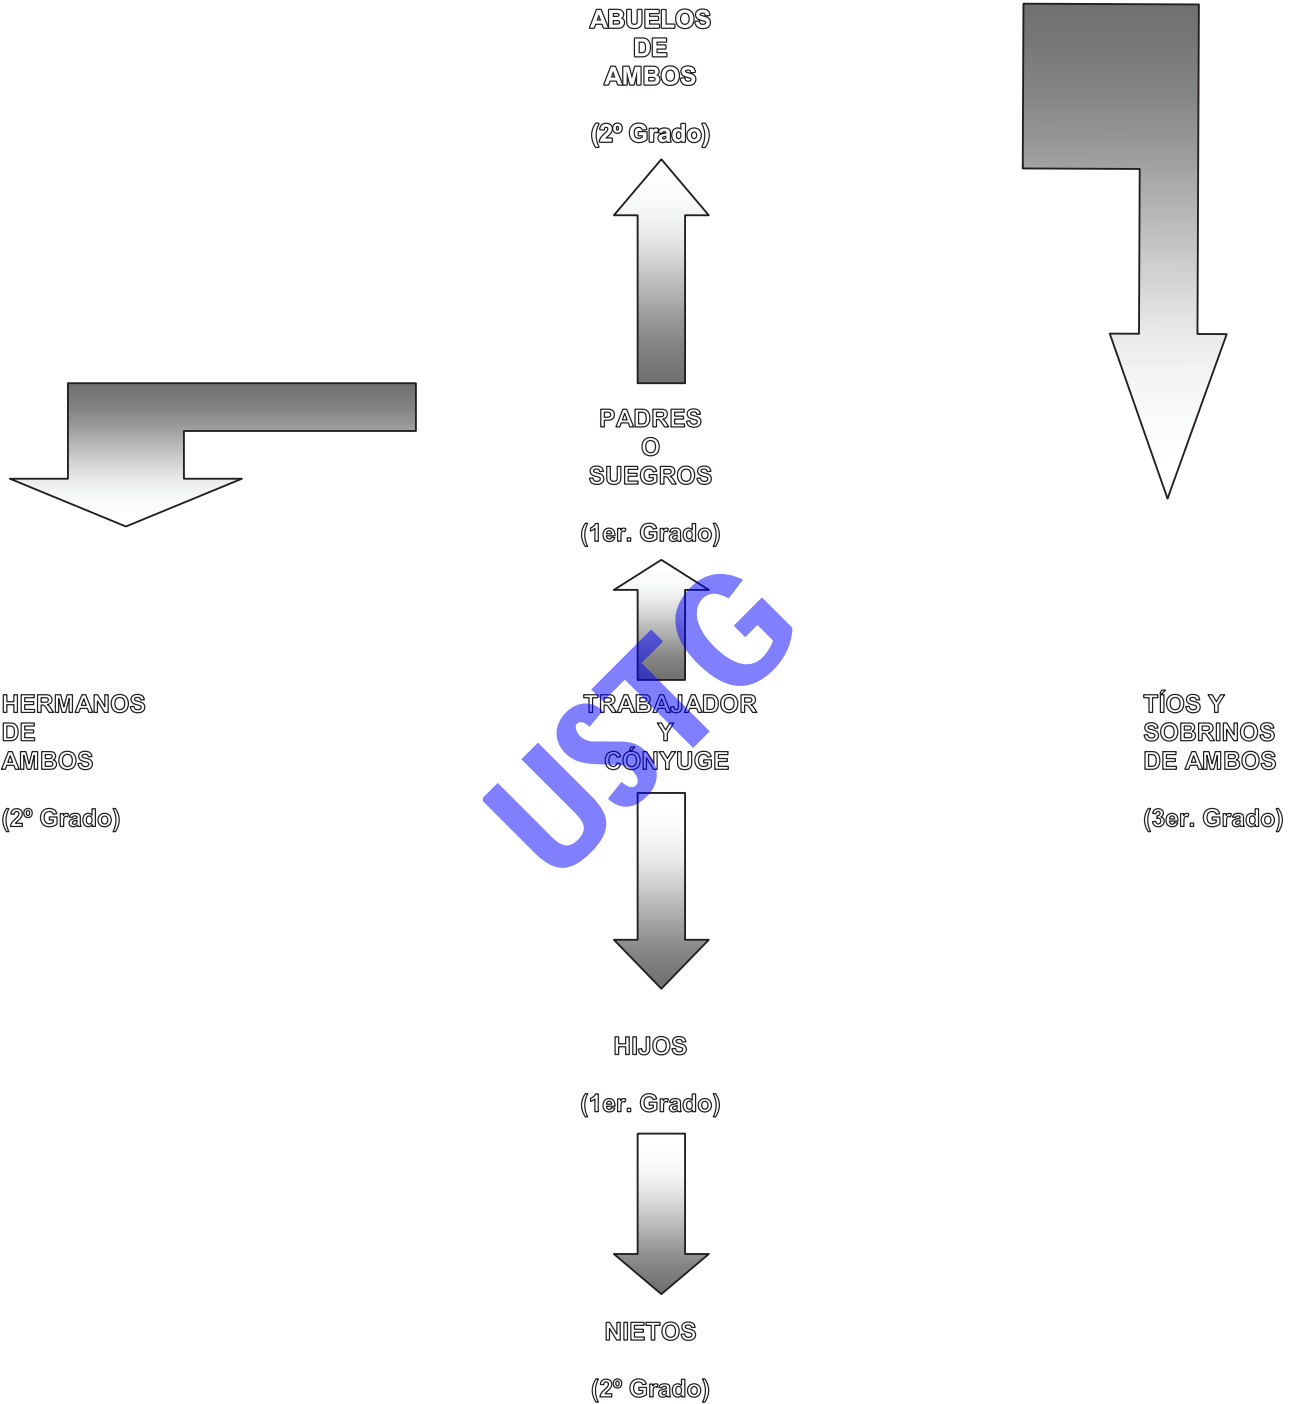 ABUELOS
DE
AMBOS
(2º Grado)
PADRES
O
SUEGROS
(1er. Grado)
HERMANOS
DE
AMBOS
(2º Grado)
TRABAJADOR
Y
CÓNYUGE
TÍOS Y
SOBRINOS
DE AMBOS
(3er. Grado)
USTG
HIJOS
(1er. Grado)
NIETOS
(2º Grado)